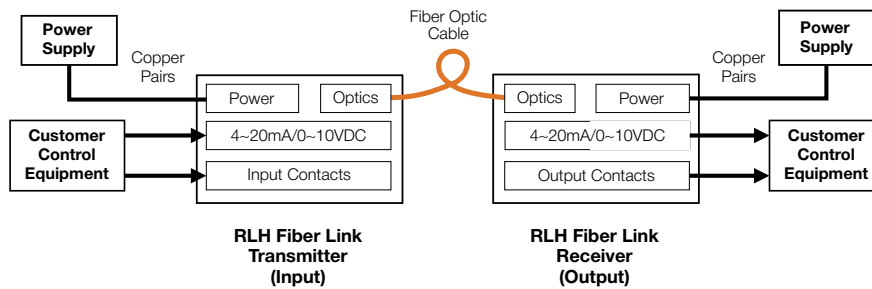 Fiber Optic
Cable
Power
Supply
Copper
Pairs
Power
Optics
4~20mA/0~10VDC
Input Contacts
Customer
Control
Equipment
RLH Fiber Link
Transmitter
(Input)
Power
Supply
Copper
Pairs
Optics
Power
4~20mA/0~10VDC
Output Contacts
Customer
Control
Equipment
RLH Fiber Link
Receiver
(Output)